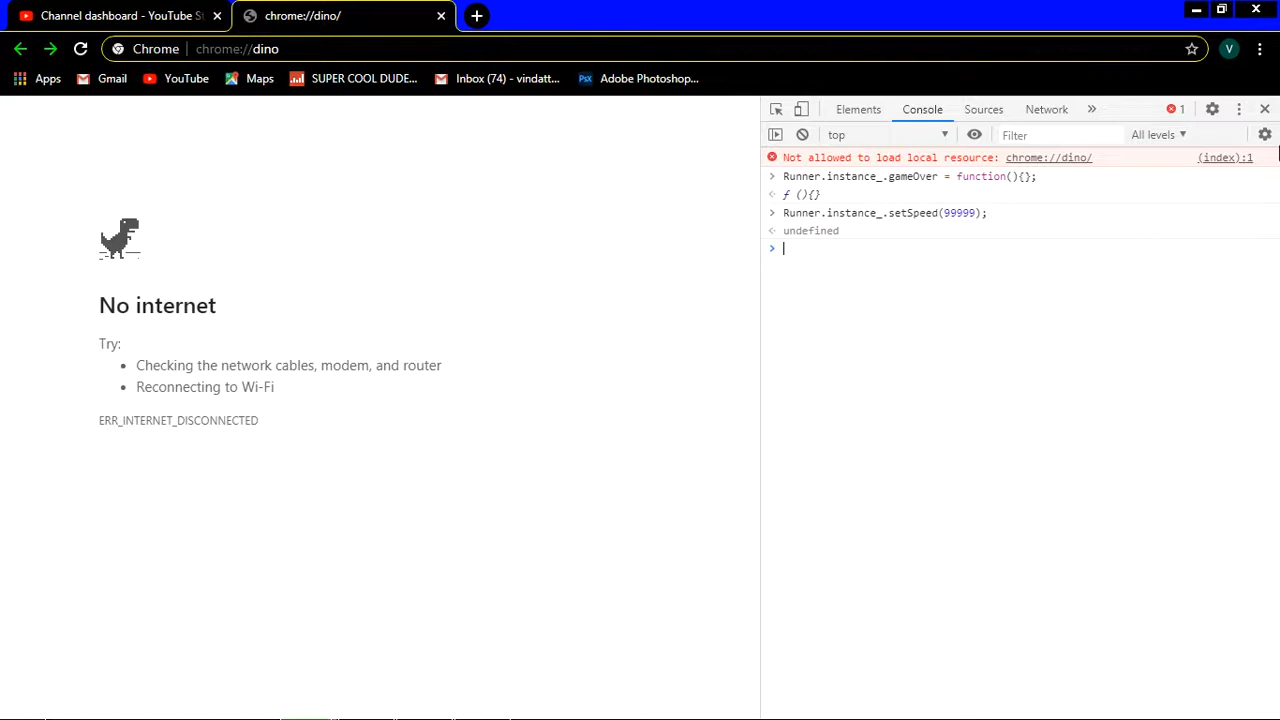 Channel dashboard - YouTube S
chrome://dino/
Chrome
chrome://dino
V
Apps
Gmail
YouTube
Maps
SUPER COOL DUDE...
Inbox (74) - vindatt...
PsX
Adobe Photoshop...
Elements
Console
Sources
Network
»
1
top
Filter
All levels
Not allowed to load local resource: chrome://dino/
(index):1
> Runner.instance_.gameOver = function(){};
ƒ (){}
> Runner.instance_.setSpeed(99999);
undefined
>
No internet
Try:
• Checking the network cables, modem, and router
• Reconnecting to Wi-Fi
ERR_INTERNET_DISCONNECTED